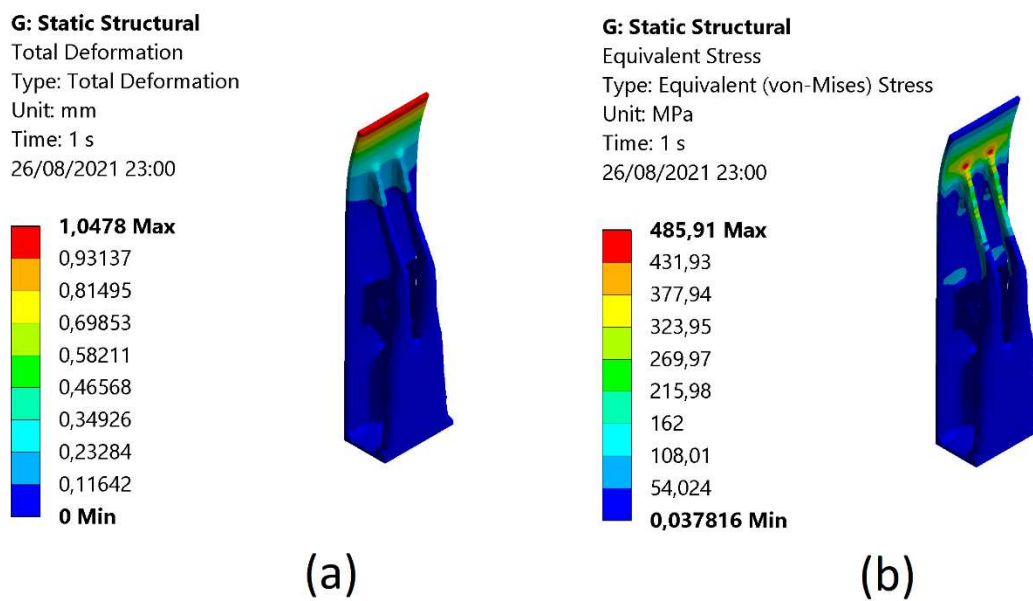 G: Static Structural
Total Deformation
Type: Total Deformation
Unit: mm
Time: 1 s
26/08/2021 23:00
1,0478 Max
0,93137
0,81495
0,69853
0,58211
0,46568
0,34926
0,23284
0,11642
0 Min
(a)
G: Static Structural
Equivalent Stress
Type: Equivalent (von-Mises) Stress
Unit: MPa
Time: 1 s
26/08/2021 23:00
485,91 Max
431,93
377,94
323,95
269,97
215,98
162
108,01
54,024
0,037816 Min
(b)